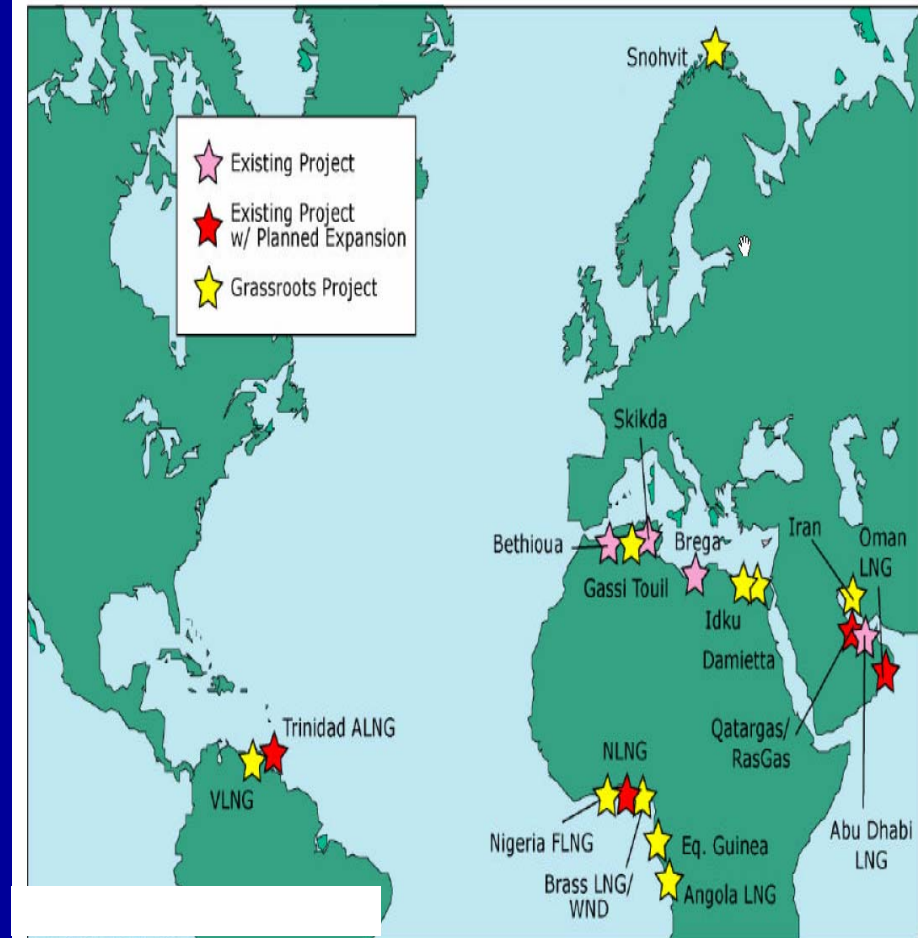 Snohvit
Existing Project
Existing Project
w/ Planned Expansion
Grassroots Project
Skikda
Bethioua
Brega
Iran
Oman
LNG
Gassi Touil
Idku
Damietta
Qatargas/
RasGas
Trinidad ALNG
VLNG
NLNG
Nigeria FLNG
Eq. Guinea
Abu Dhabi
LNG
Brass LNG/
WND
Angola LNG